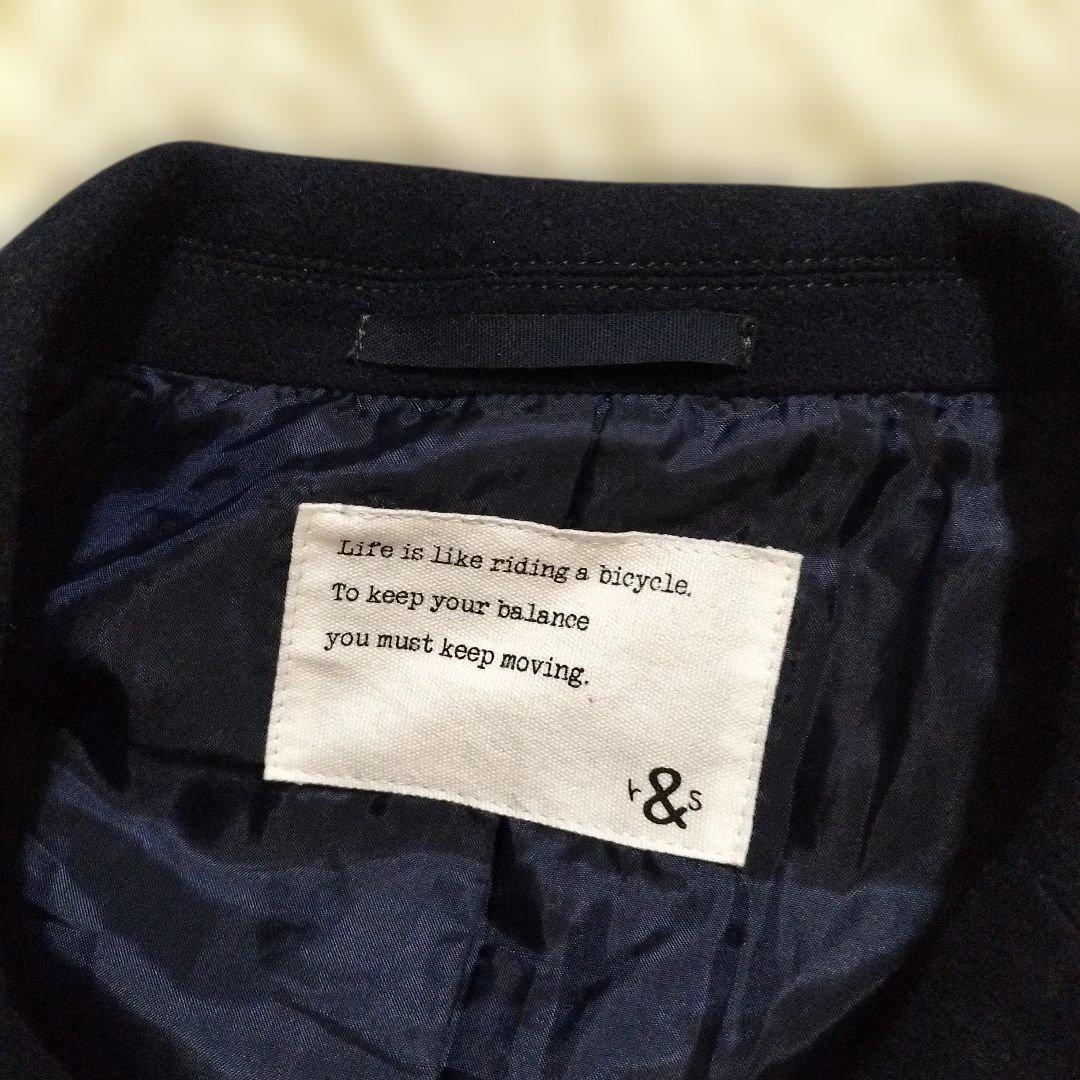 Life is like riding a bicycle.
To keep your balance
you must keep moving.
r&s